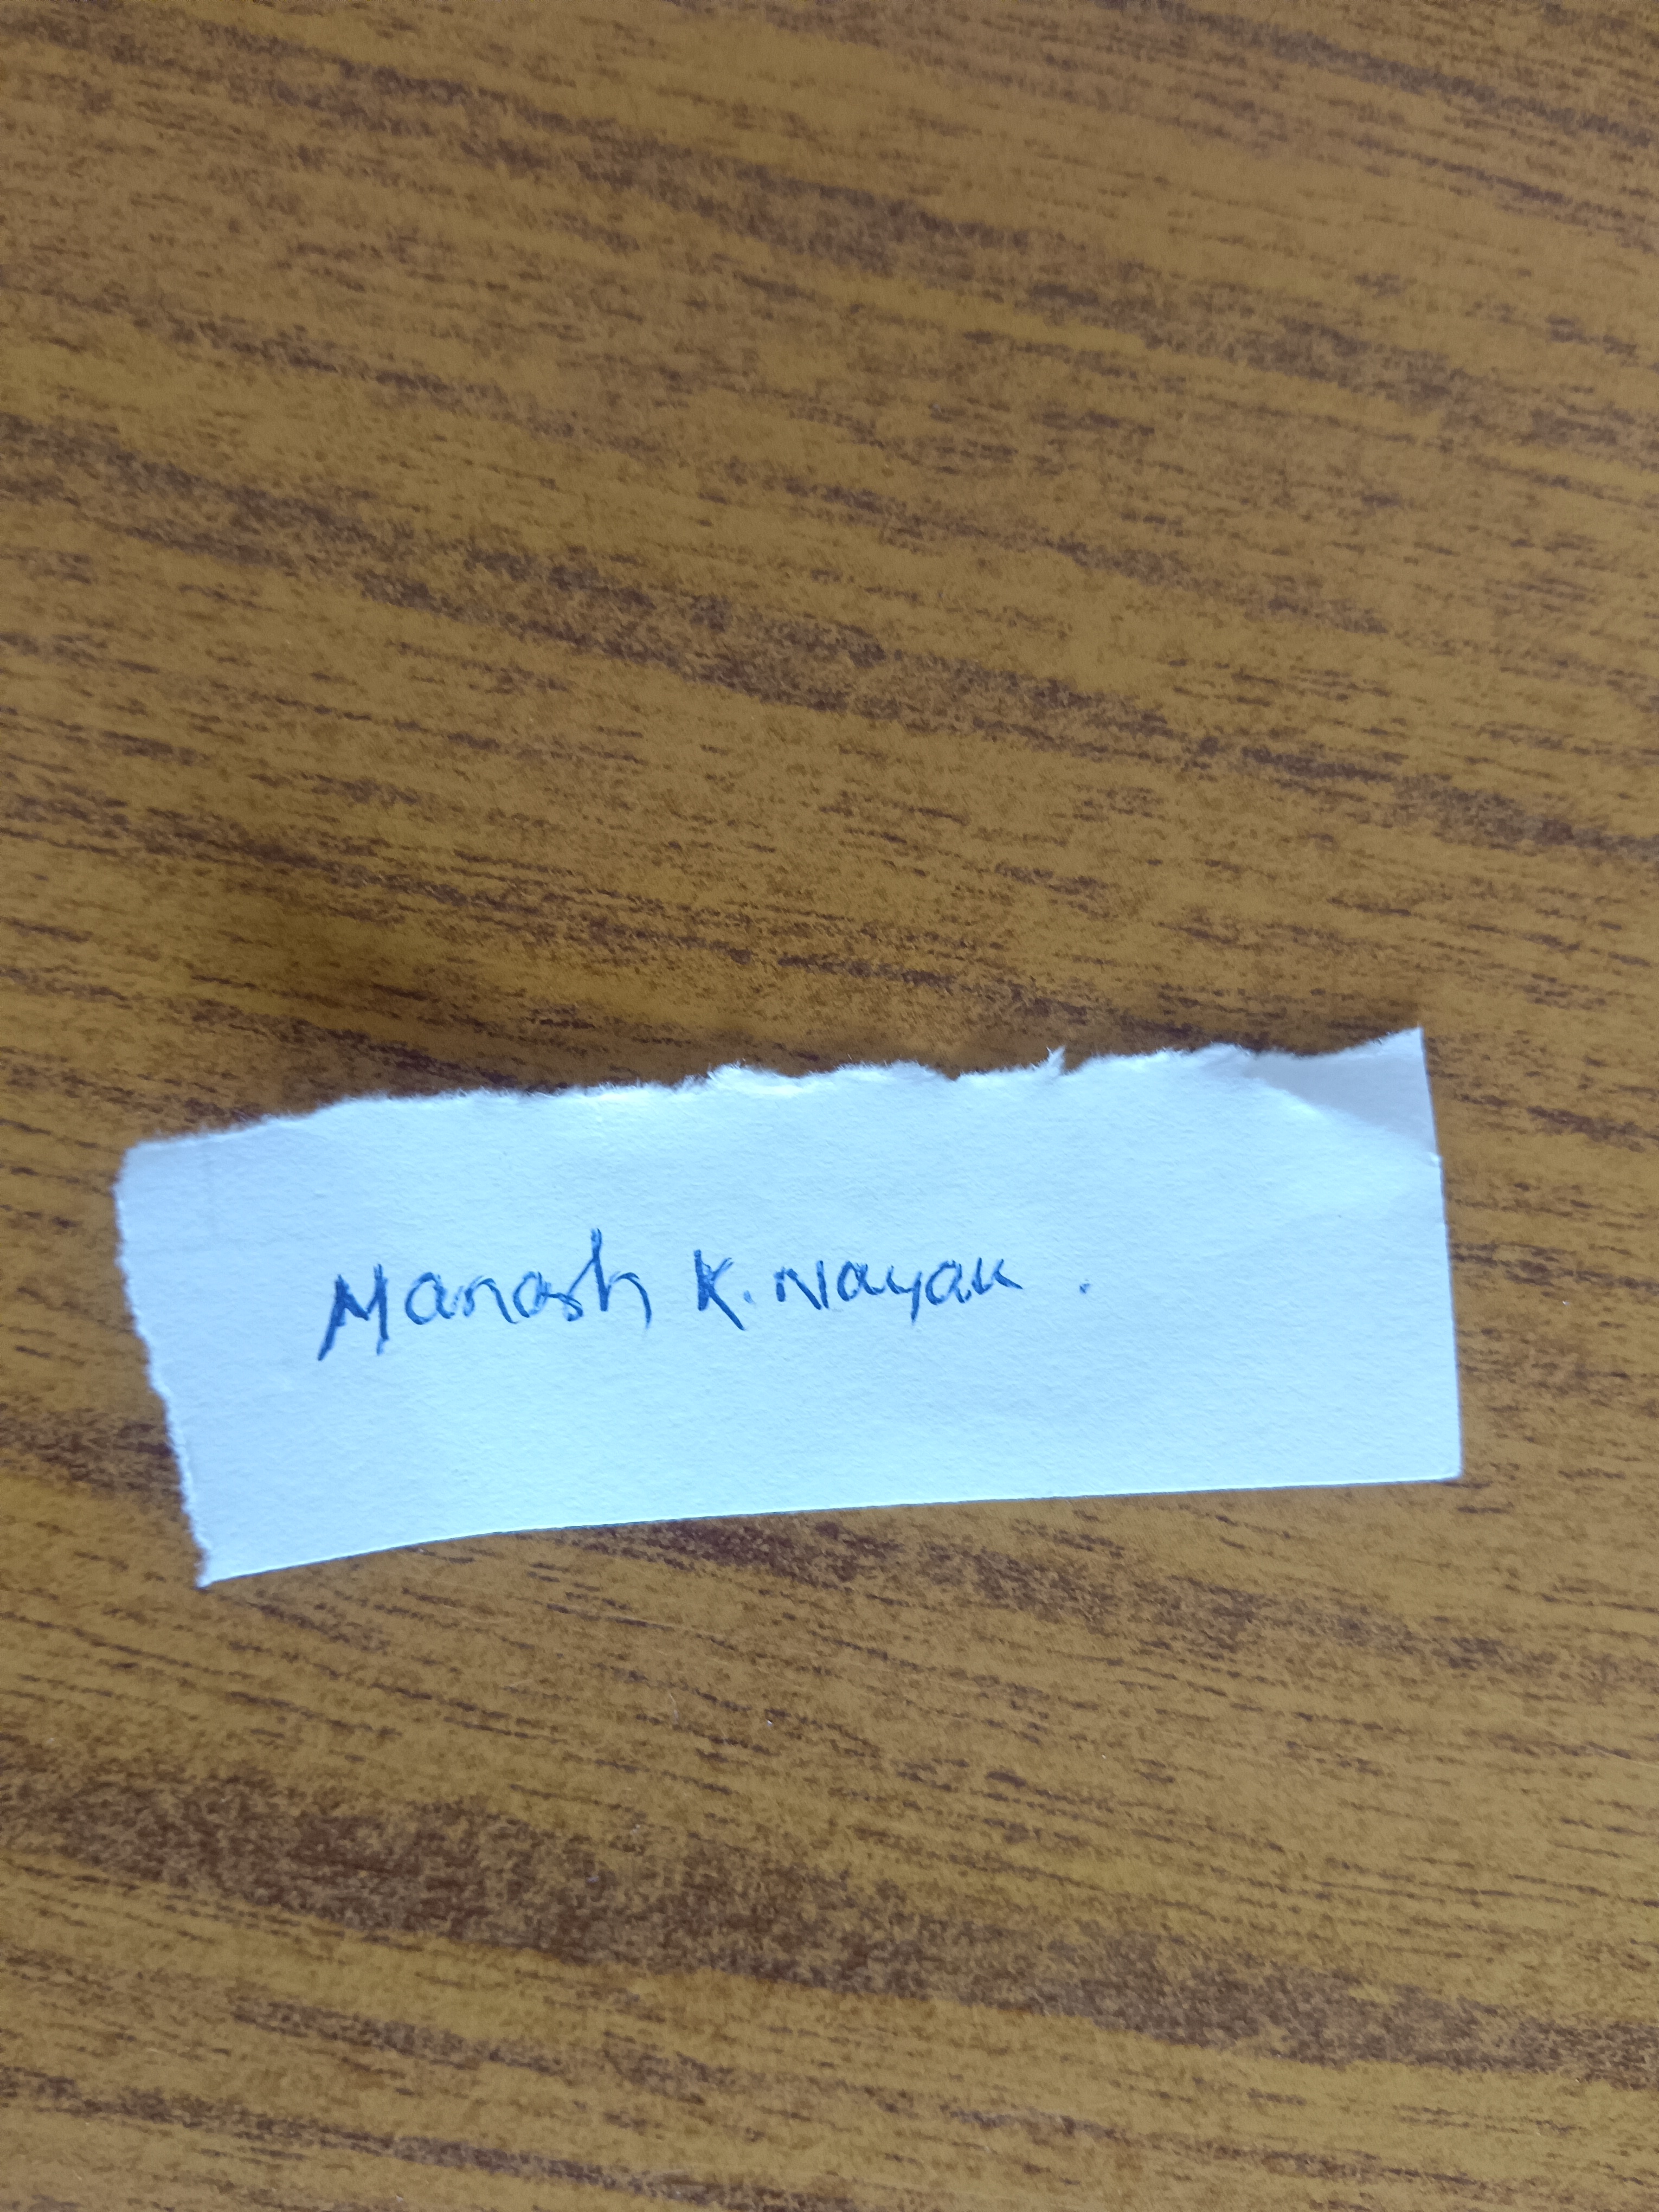 Manash K. Nayak .